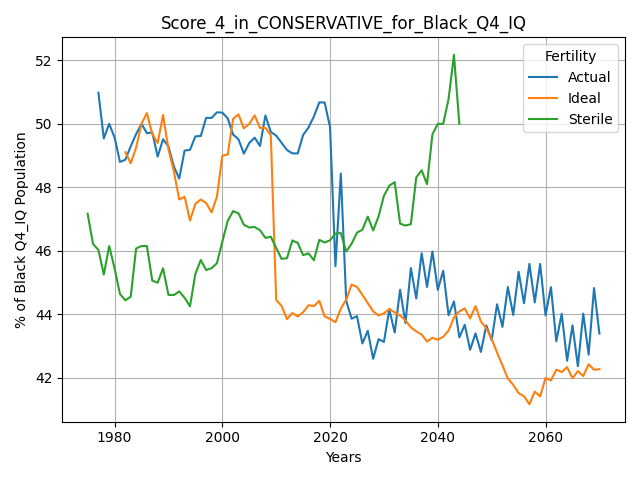 Score_4_in_CONSERVATIVE_for_Black_Q4_IQ
% of Black Q4_IQ Population
52
50
48
46
44
42
Fertility
Actual
Ideal
Sterile
1980
2000
2020
2040
2060
Years